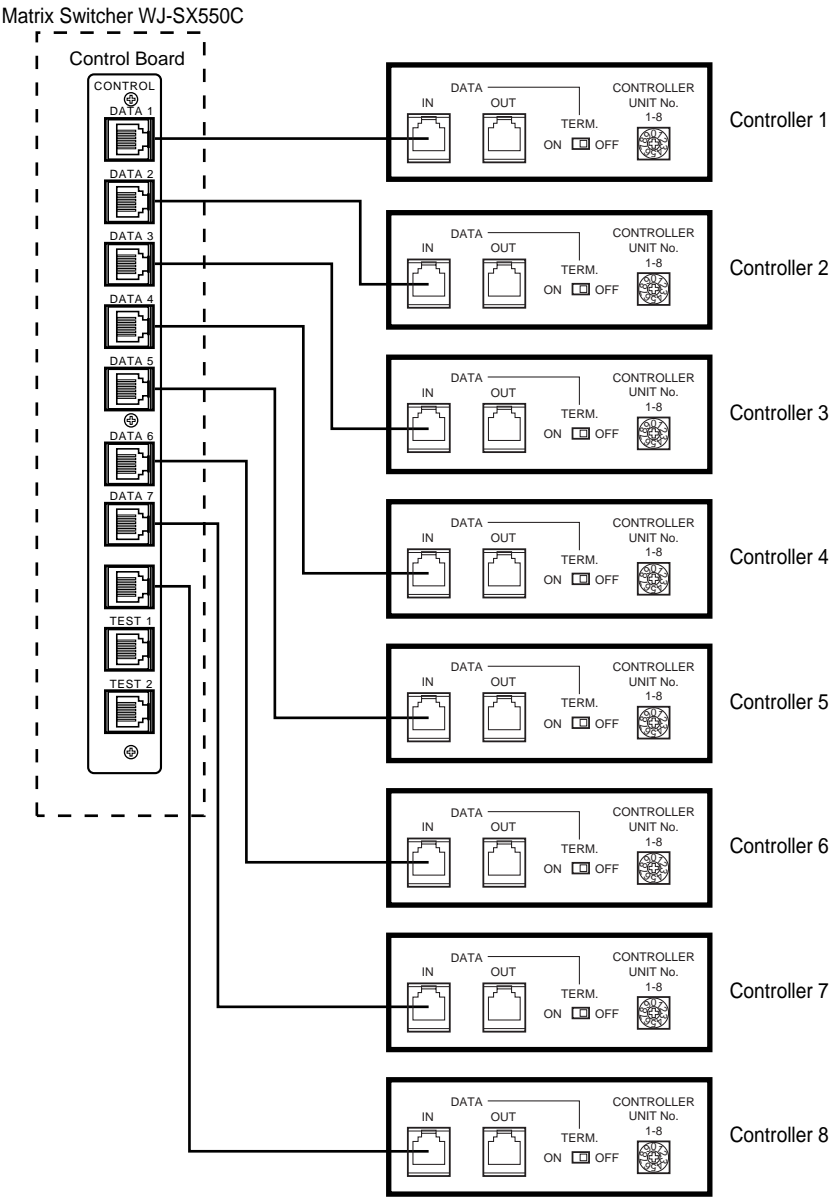 Matrix Switcher WJ-SX550C
Control Board
CONTROL
DATA 1
DATA 2
DATA 3
DATA 4
DATA 5
DATA 6
DATA 7
TEST 1
TEST 2
DATA
IN OUT
TERM.
ON OFF
CONTROLLER
UNIT No.
1-8
Controller 1
DATA
IN OUT
TERM.
ON OFF
CONTROLLER
UNIT No.
1-8
Controller 2
DATA
IN OUT
TERM.
ON OFF
CONTROLLER
UNIT No.
1-8
Controller 3
DATA
IN OUT
TERM.
ON OFF
CONTROLLER
UNIT No.
1-8
Controller 4
DATA
IN OUT
TERM.
ON OFF
CONTROLLER
UNIT No.
1-8
Controller 5
DATA
IN OUT
TERM.
ON OFF
CONTROLLER
UNIT No.
1-8
Controller 6
DATA
IN OUT
TERM.
ON OFF
CONTROLLER
UNIT No.
1-8
Controller 7
DATA
IN OUT
TERM.
ON OFF
CONTROLLER
UNIT No.
1-8
Controller 8